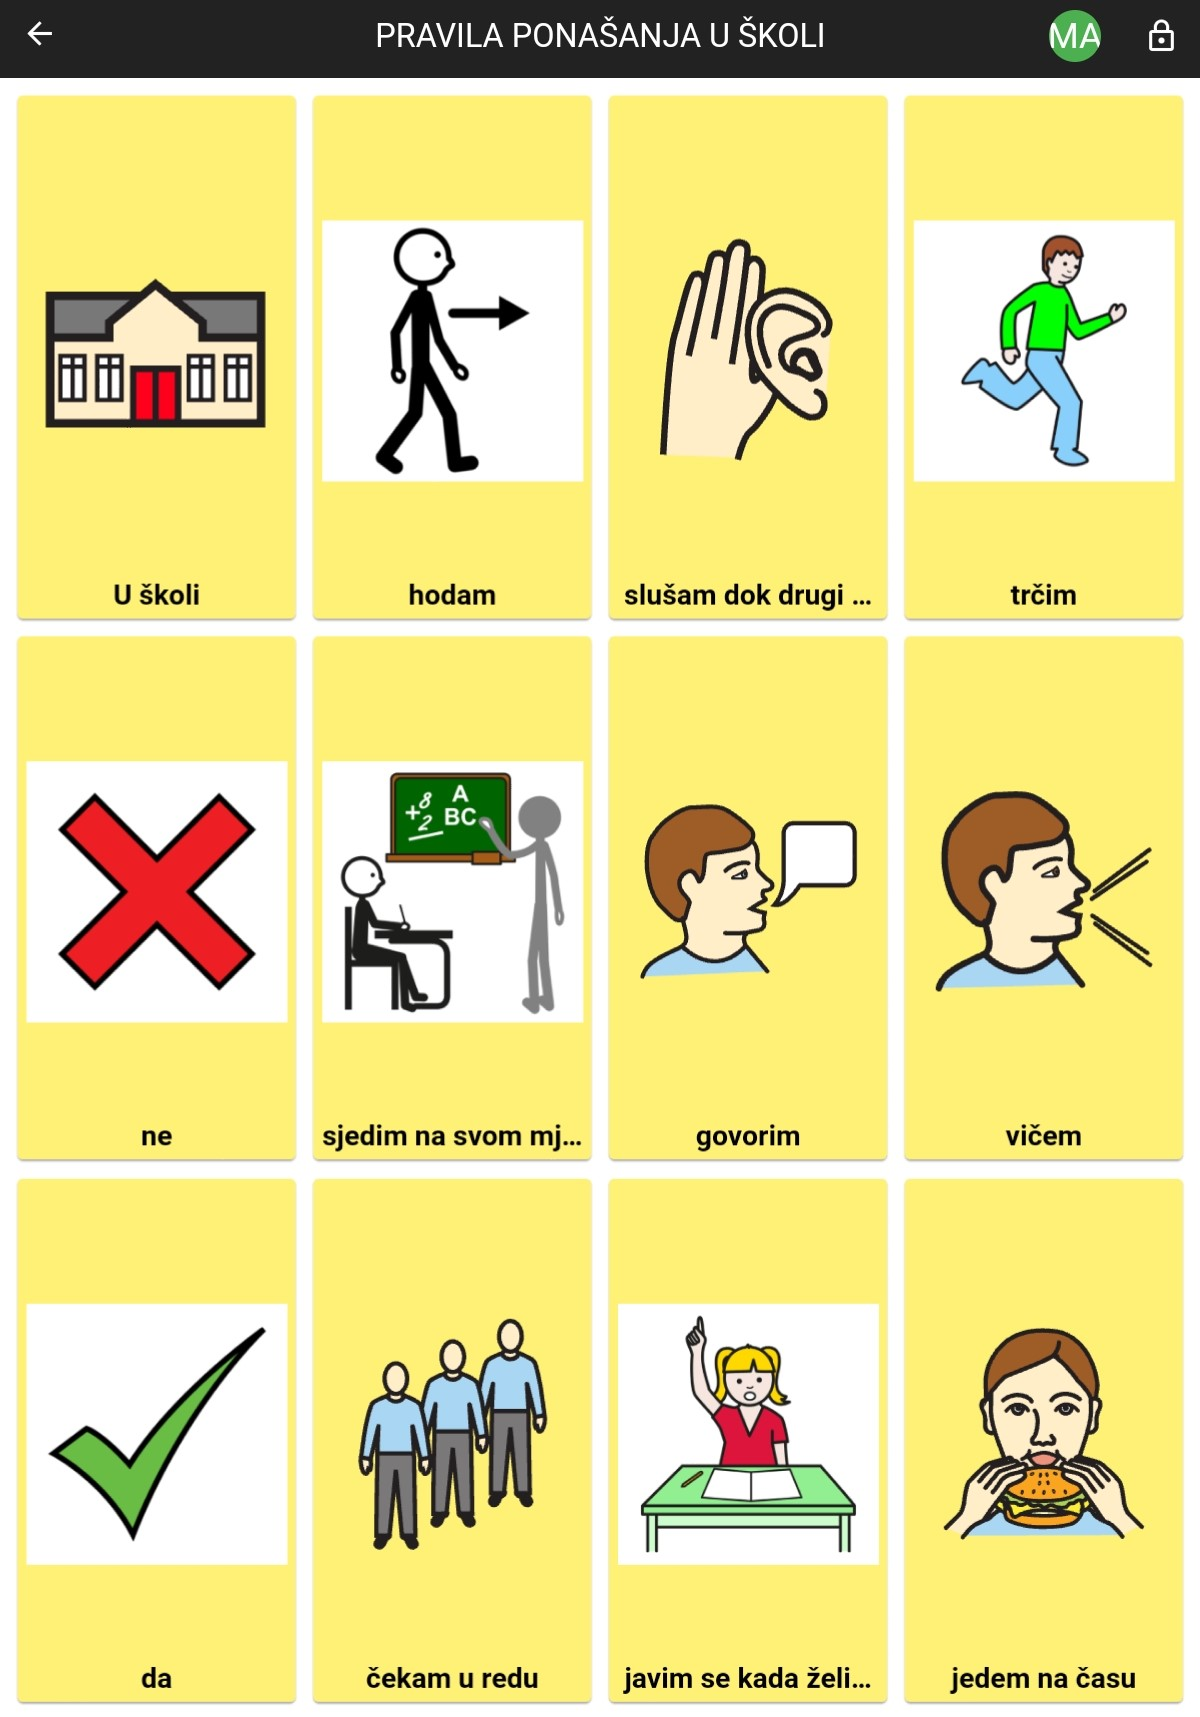 PRAVILA PONAŠANJA U ŠKOLI
MA
U školi
hodam
slušam dok drugi ...
trčim
8
+2
A
BC
ne
sjedim na svom mj...
govorim
vičem
da
čekam u redu
javim se kada želi...
jedem na času